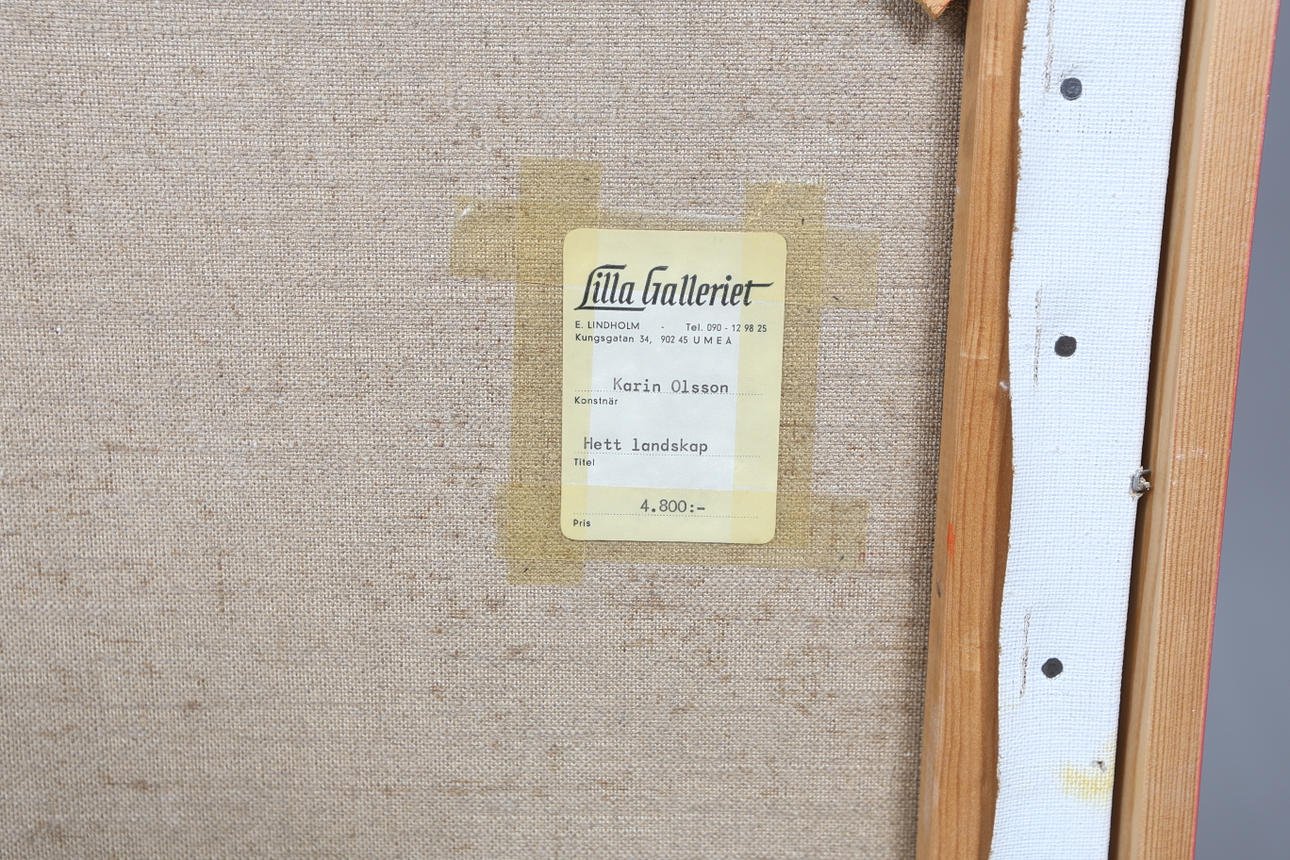 Lilla Galleriet
E. LINDHOLM - Tel. 090 - 12 98 25
Kungsgatan 34, 902 45 UMEÅ
Karin Olsson
Konstnär
Hett landskap
Titel
4.800:-
Pris